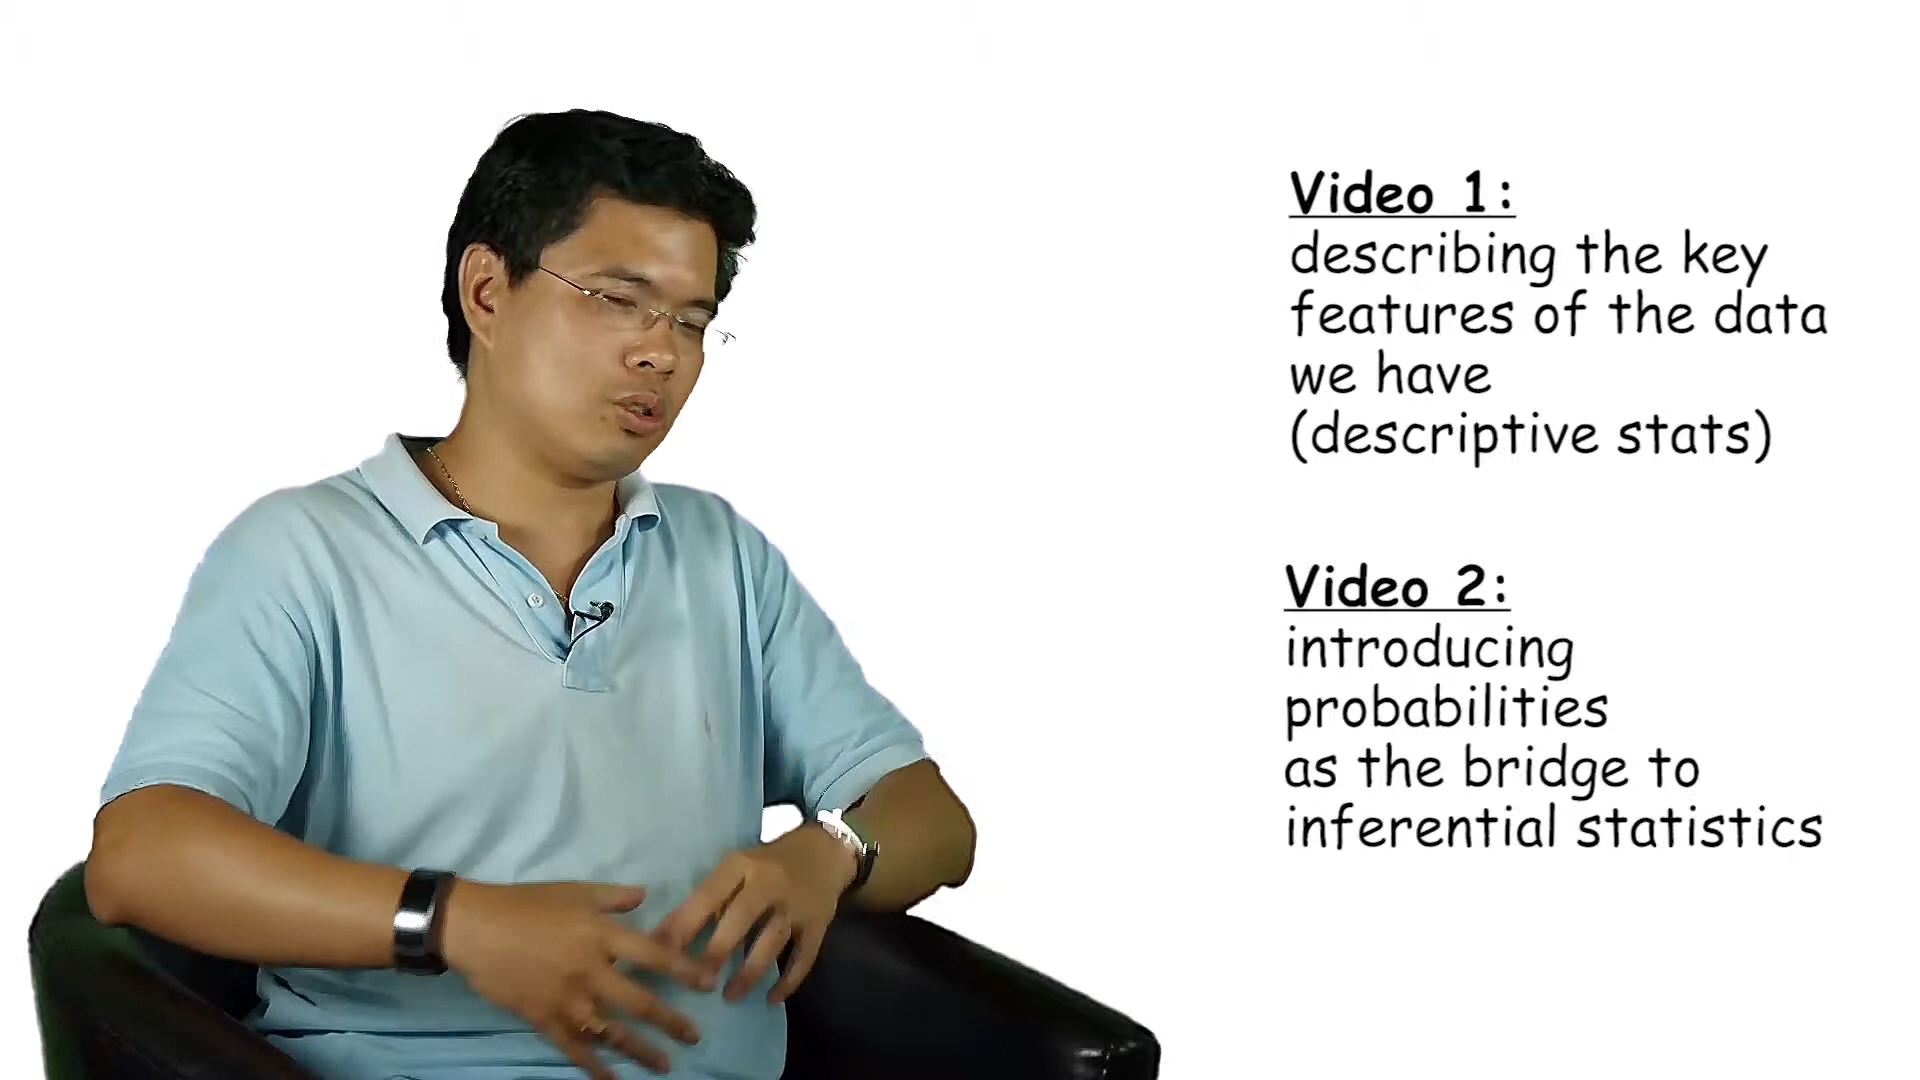 Video 1:
describing the key
features of the data
we have
(descriptive stats)
Video 2:
introducing
probabilities
as the bridge to
inferential statistics